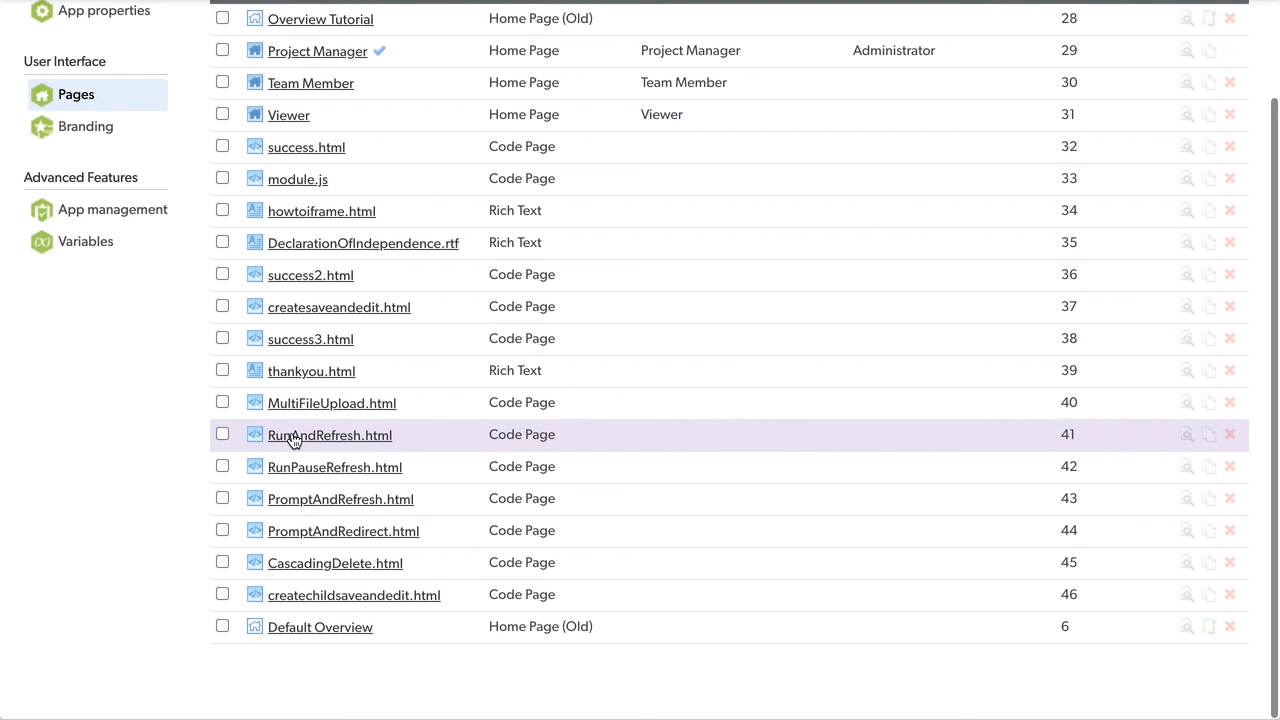 App properties
User Interface
Pages
Branding
Advanced Features
App management
Variables
Overview Tutorial Home Page (Old) 28
Project Manager Home Page Project Manager Administrator 29
Team Member Home Page Team Member 30
Viewer Home Page Viewer 31
success.html Code Page 32
module.js Code Page 33
howtoiframe.html Rich Text 34
DeclarationOfIndependence.rtf Rich Text 35
success2.html Code Page 36
createsaveandedit.html Code Page 37
success3.html Code Page 38
thankyou.html Rich Text 39
MultiFileUpload.html Code Page 40
RunAndRefresh.html Code Page 41
RunPauseRefresh.html Code Page 42
PromptAndRefresh.html Code Page 43
PromptAndRedirect.html Code Page 44
CascadingDelete.html Code Page 45
createchildsaveandedit.html Code Page 46
Default Overview Home Page (Old) 6